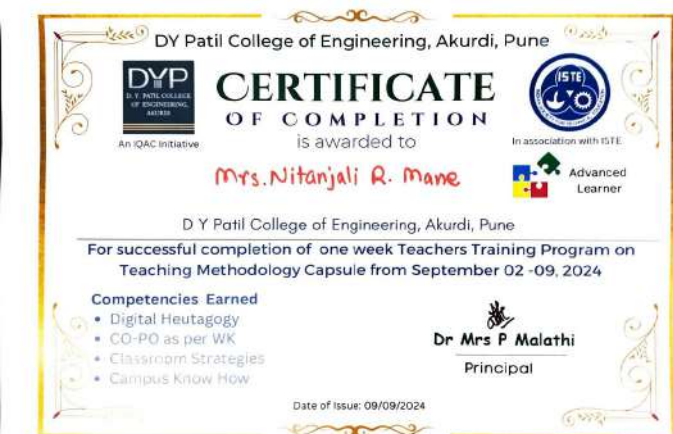 DY Patil College of Engineering, Akurdi, Pune
DYP
D. Y. PATIL COLLEGE
OF ENGINEERING,
AKURDI
An IQAC Initiative
CERTIFICATE
OF COMPLETION
is awarded to
ISTE
In association with ISTE
Mrs. Nitanjali R. Mane
Advanced
Learner
D Y Patil College of Engineering, Akurdi, Pune
For successful completion of one week Teachers Training Program on
Teaching Methodology Capsule from September 02 -09, 2024
Competencies Earned
• Digital Heutagogy
• CO-PO as per WK
• Classroom Strategies
• Campus Know How
Dr Mrs P Malathi
Principal
Date of Issue: 09/09/2024